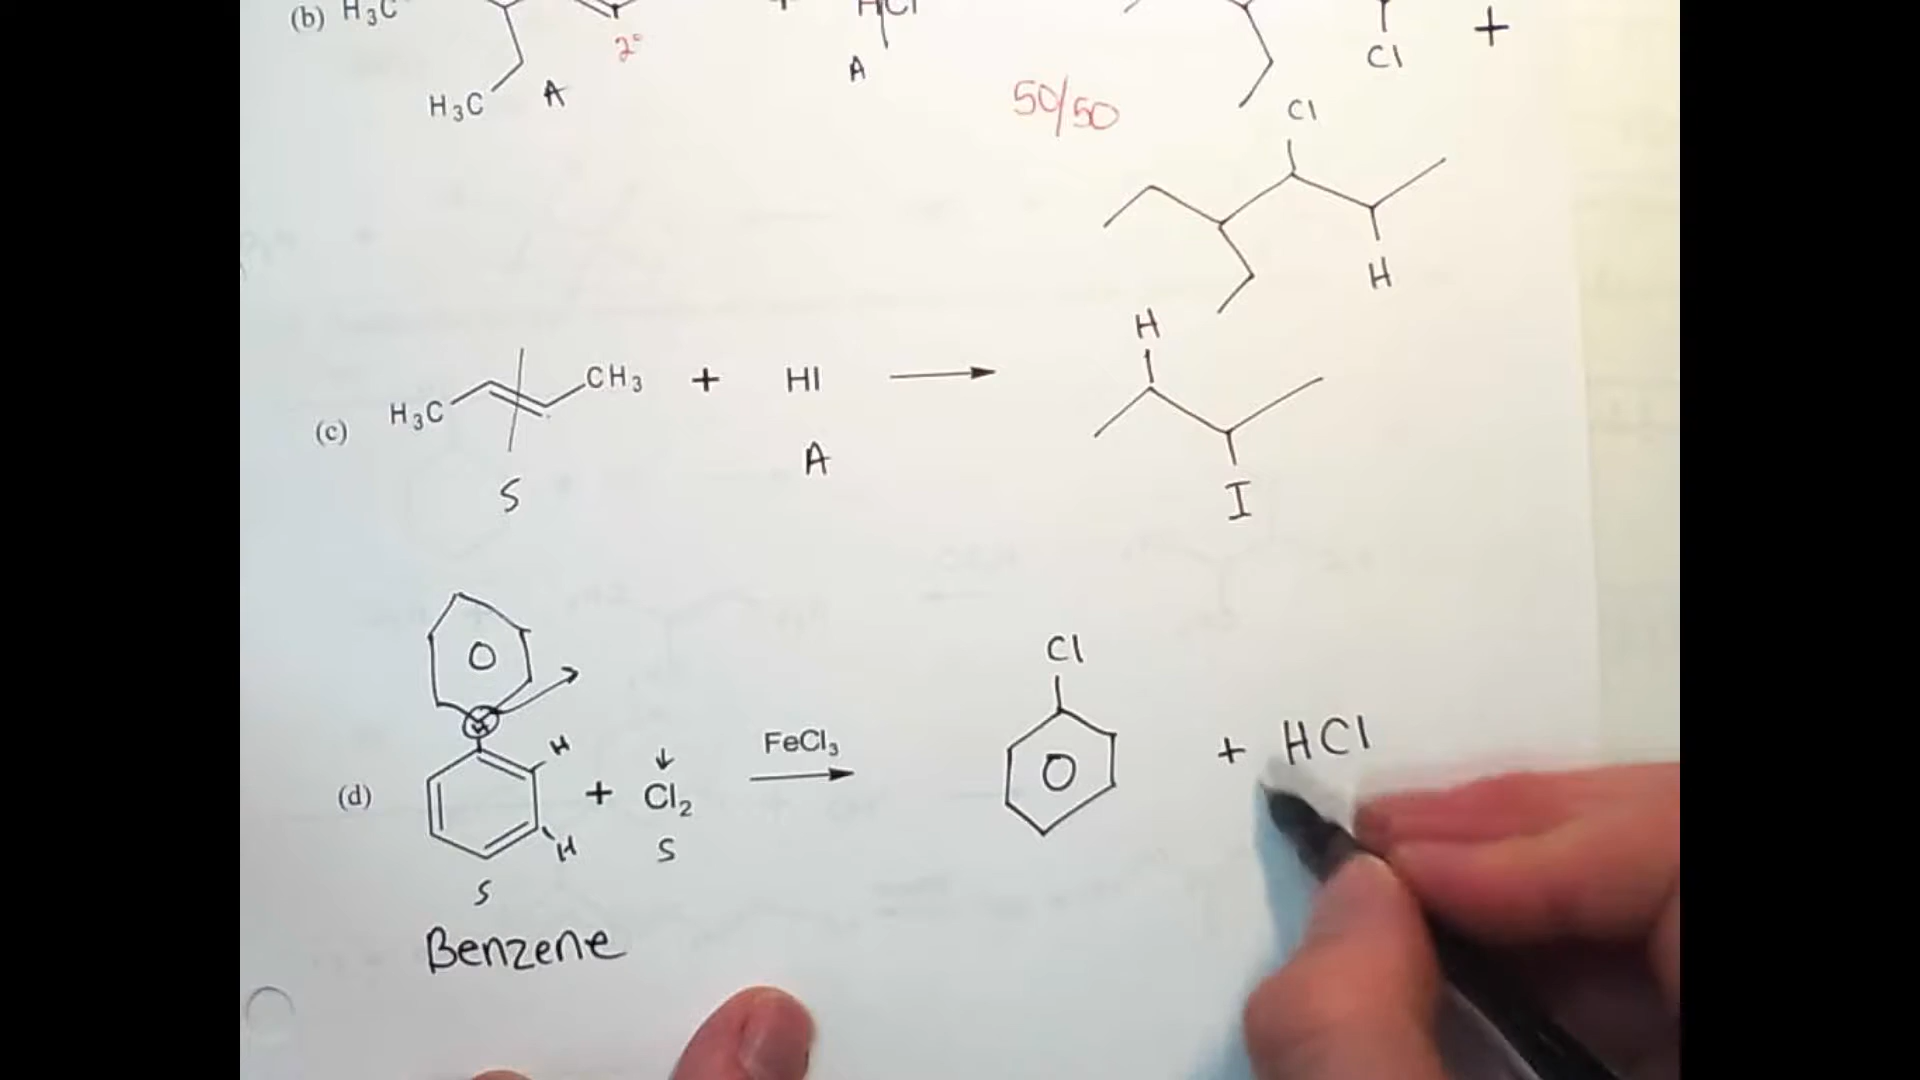 (b) H3C + HCl +
2°
H3C A A Cl
50/50
Cl
H
H
(c) H3C CH3 + HI
A
S I
O
Cl
H H
FeCl3 + HCl
(d) + Cl2 O
H
S S
Benzene